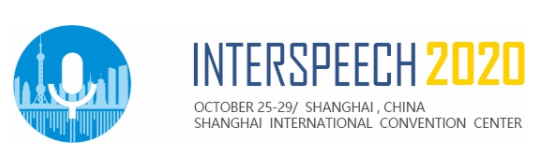 INTERSPEECH 2020
OCTOBER 25-29/ SHANGHAI , CHINA
SHANGHAI INTERNATIONAL CONVENTION CENTER